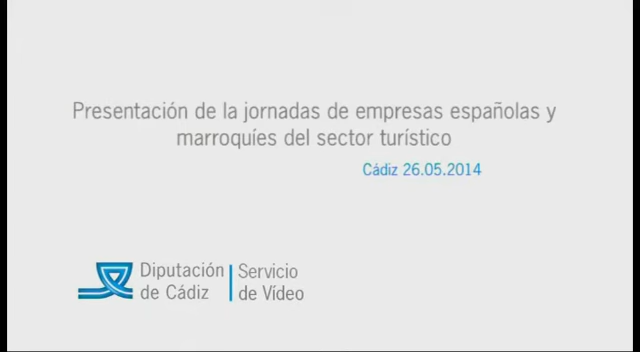 Presentación de la jornadas de empresas españolas y
marroquíes del sector turístico
Cádiz 26.05.2014
Diputación
de Cádiz
Servicio
de Vídeo